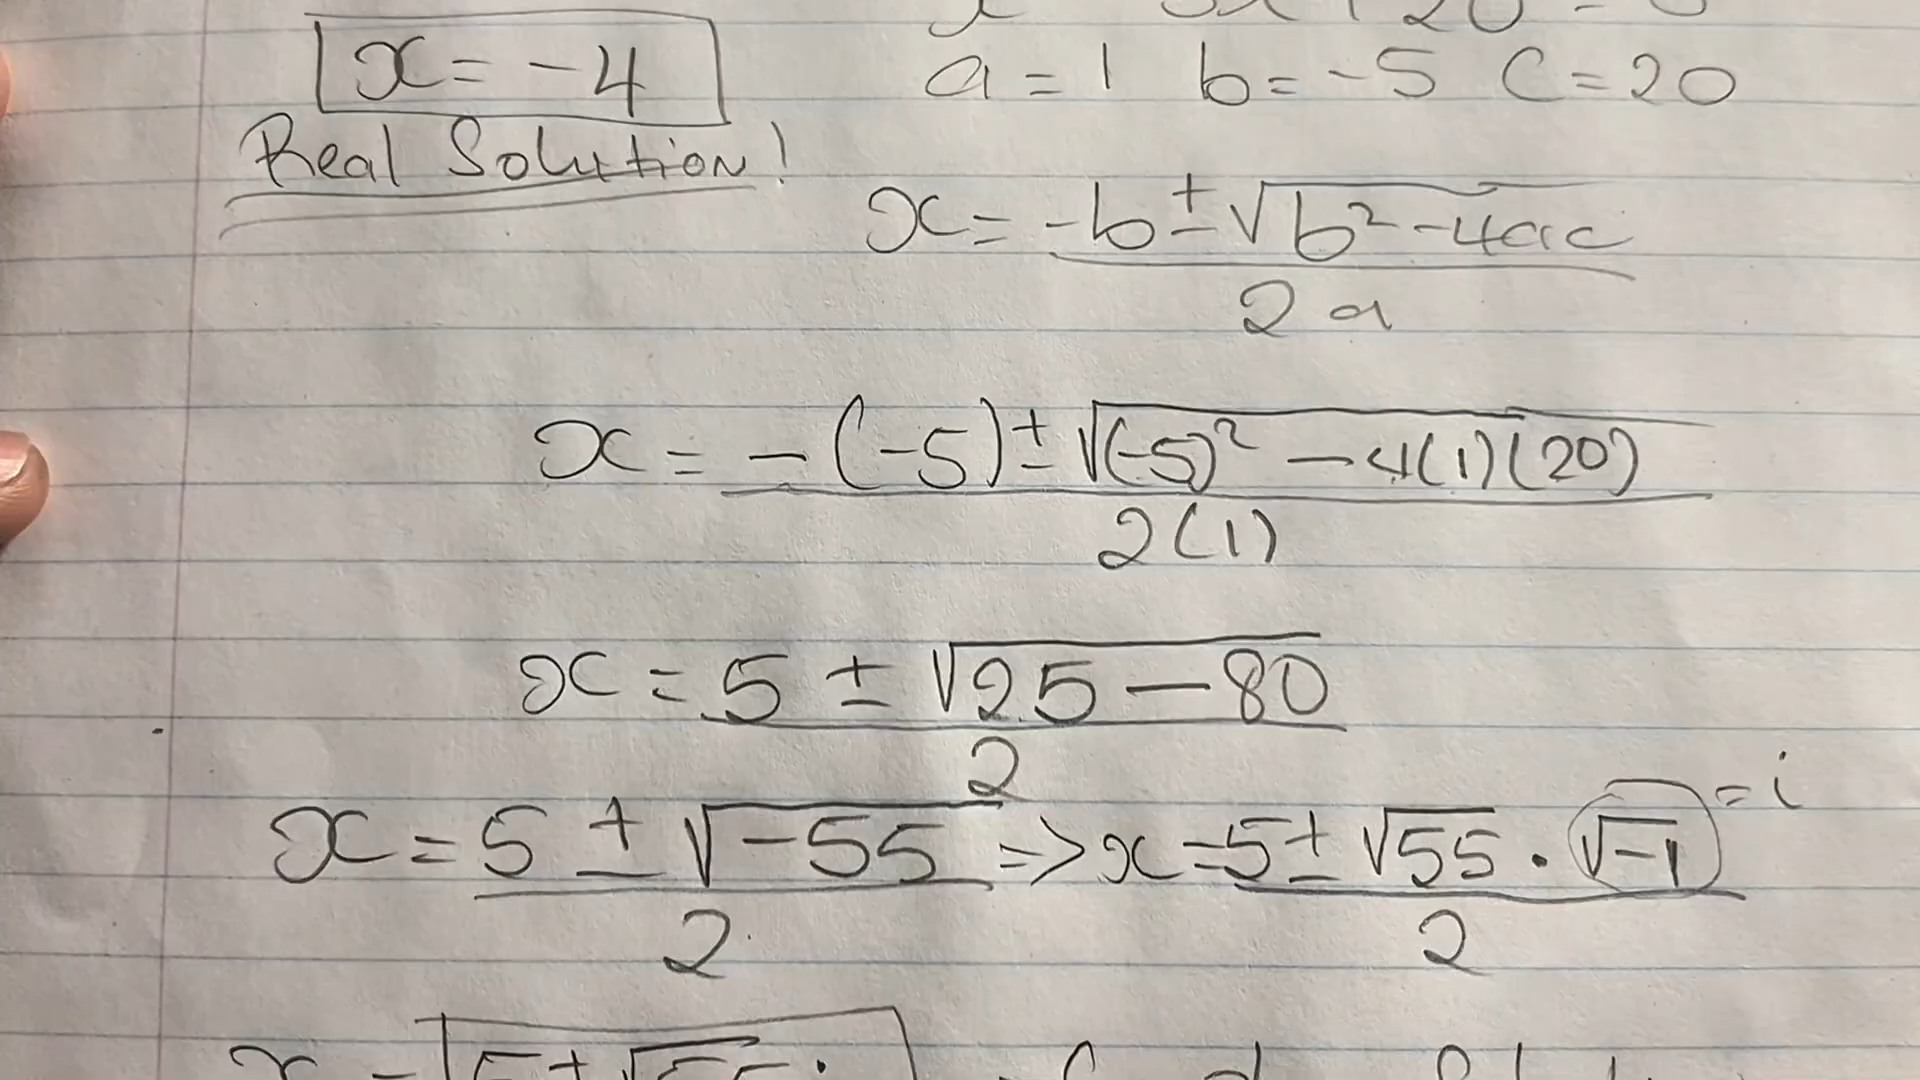 x = -4
Real Solution!
a = 1 b = -5 c = 20
x = -b ± √b² - 4ac
2a
x = -(-5) ± √(-5)² - 4(1)(20)
2(1)
x = 5 ± √25 - 80
2
x = 5 ± √-55 => x = 5 ± √55 · √-1 = i
2 2